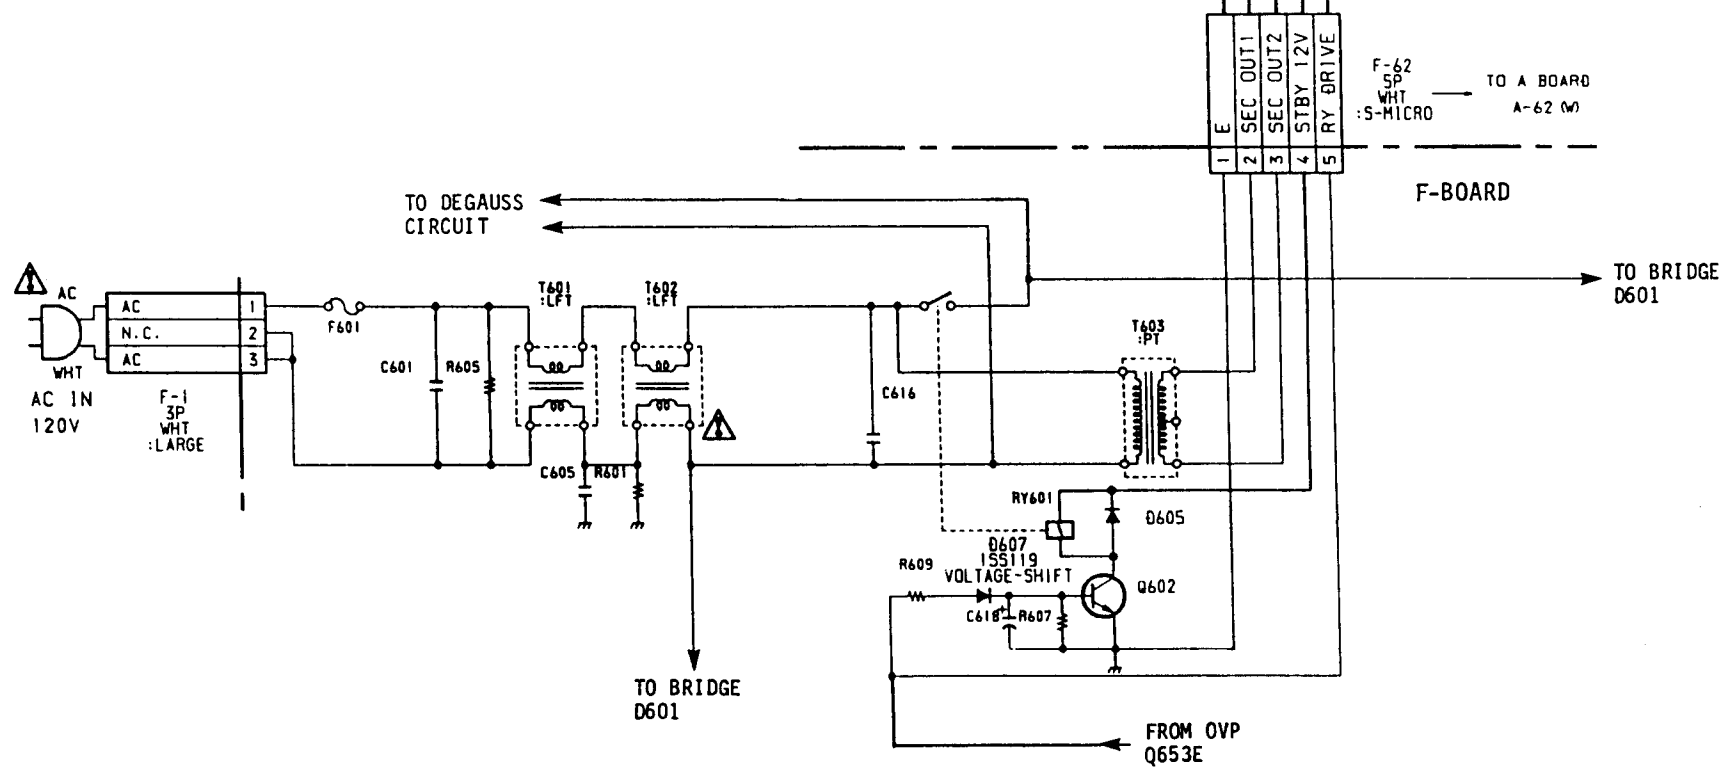 E
SEC OUT1
SEC OUT2
STBY 12V
RY DRIVE
1
2
3
4
5
F-62
5P
WHT
:S-MICRO
TO A BOARD
A-62 (W)
F-BOARD
TO DEGAUSS
CIRCUIT
TO BRIDGE
D601
AC
AC 1
N.C. 2
AC 3
WHT
AC IN
120V
F-1
3P
WHT
:LARGE
F601
C601
R605
T601
:LFT
T602
:LFT
C616
T603
:PT
C605
R601
RY601
D605
D607
1SS119
VOLTAGE-SHIFT
R609
Q602
C618
+
R607
TO BRIDGE
D601
FROM OVP
Q653E